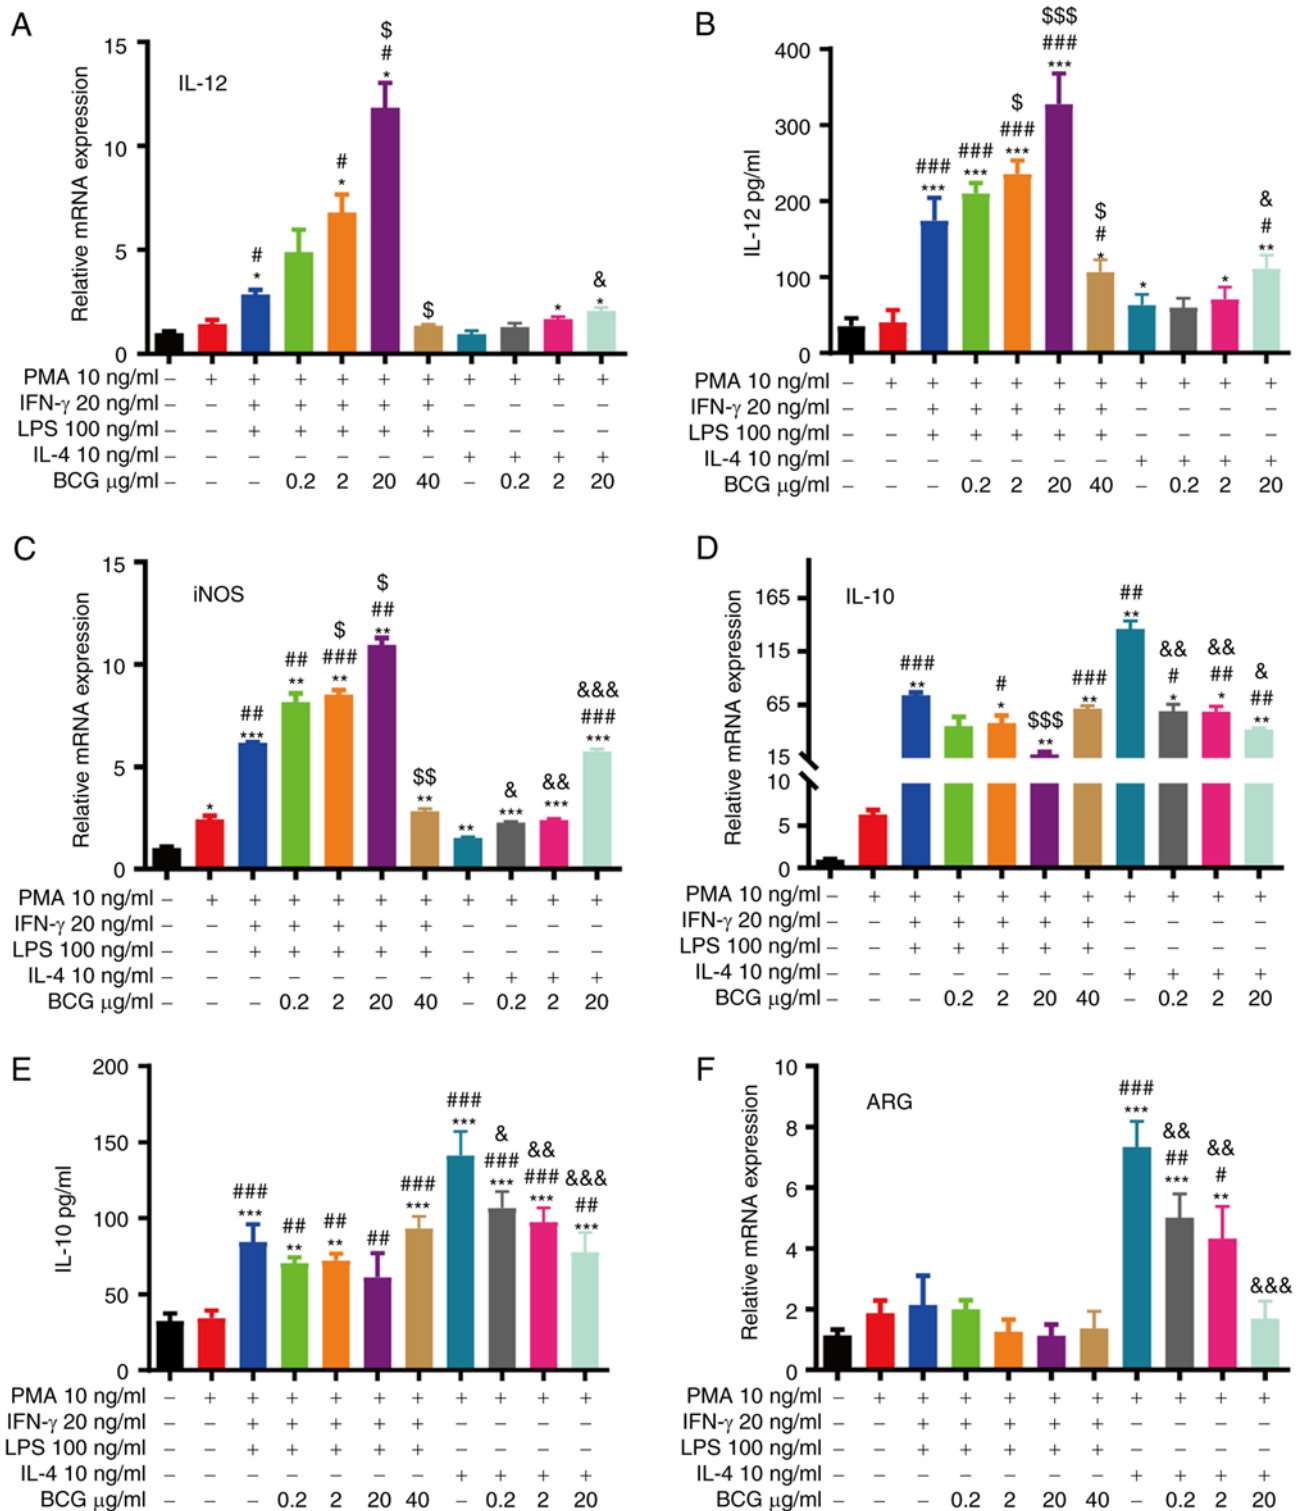 A
IL-12
Relative mRNA expression
15
10
5
0
$
# # $ # &
* * * $ * *
PMA 10 ng/ml – + + + + + + + + + +
IFN-γ 20 ng/ml – – + + + + + – – – –
LPS 100 ng/ml – – + + + + + – – – –
IL-4 10 ng/ml – – – – – – – + + + +
BCG μg/ml – – – 0.2 2 20 40 – 0.2 2 20
B
IL-12 pg/ml
400
300
200
100
0
$ $$$ $ &
### ### ### ### # #
*** *** *** *** * * * **
PMA 10 ng/ml – + + + + + + + + + +
IFN-γ 20 ng/ml – – + + + + + – – – –
LPS 100 ng/ml – – + + + + + – – – –
IL-4 10 ng/ml – – – – – – – + + + +
BCG μg/ml – – – 0.2 2 20 40 – 0.2 2 20
C
iNOS
Relative mRNA expression
15
10
5
0
$ $ &&&
## ## ### ## $$ & && ###
* *** ** ** ** ** ** *** *** ***
PMA 10 ng/ml – + + + + + + + + + +
IFN-γ 20 ng/ml – – + + + + + – – – –
LPS 100 ng/ml – – + + + + + – – – –
IL-4 10 ng/ml – – – – – – – + + + +
BCG μg/ml – – – 0.2 2 20 40 – 0.2 2 20
D
IL-10
Relative mRNA expression
165
115
65
15
10
5
0
&& && &
### # $$$ ### ## # ## ##
** * ** ** ** * * **
PMA 10 ng/ml – + + + + + + + + + +
IFN-γ 20 ng/ml – – + + + + + – – – –
LPS 100 ng/ml – – + + + + + – – – –
IL-4 10 ng/ml – – – – – – – + + + +
BCG μg/ml – – – 0.2 2 20 40 – 0.2 2 20
E
IL-10 pg/ml
200
150
100
50
0
& && &&&
### ## ## ## ### ### ### ### ##
*** ** ** *** *** *** *** ***
PMA 10 ng/ml – + + + + + + + + + +
IFN-γ 20 ng/ml – – + + + + + – – – –
LPS 100 ng/ml – – + + + + + – – – –
IL-4 10 ng/ml – – – – – – – + + + +
BCG μg/ml – – – 0.2 2 20 40 – 0.2 2 20
F
ARG
Relative mRNA expression
10
8
6
4
2
0
&& &&
### ## #
*** *** ** &&&
PMA 10 ng/ml – + + + + + + + + + +
IFN-γ 20 ng/ml – – + + + + + – – – –
LPS 100 ng/ml – – + + + + + – – – –
IL-4 10 ng/ml – – – – – – – + + + +
BCG μg/ml – – – 0.2 2 20 40 – 0.2 2 20